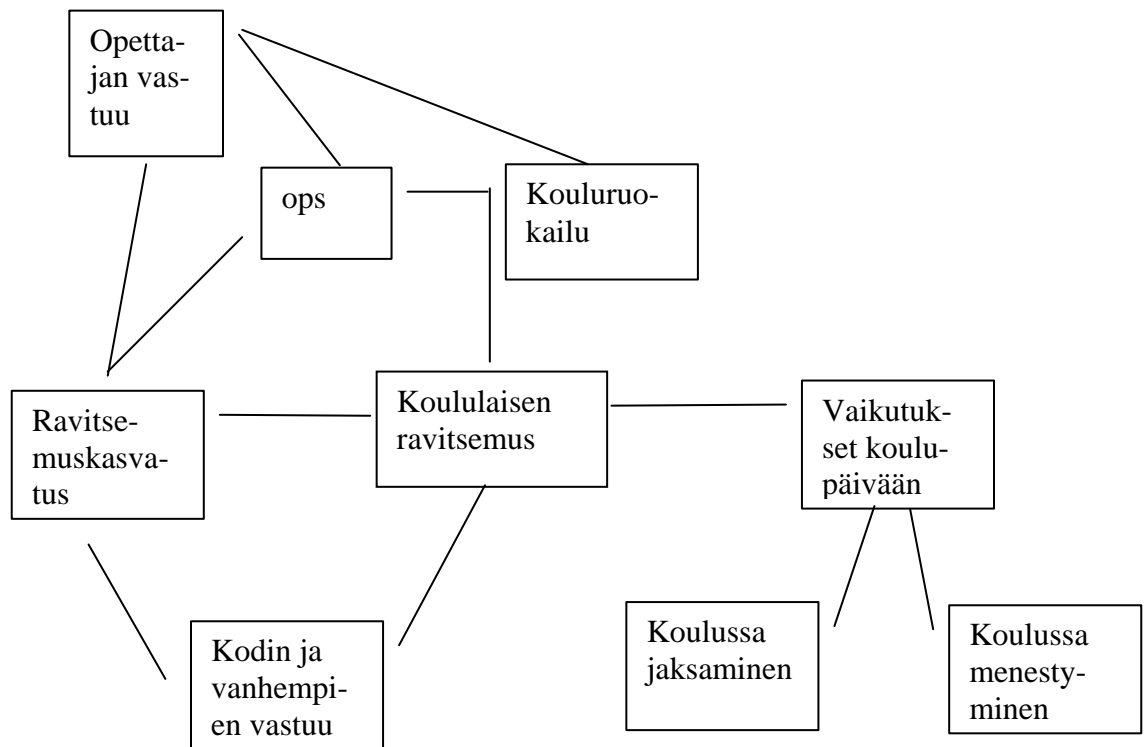 Opetta-
jan vas-
tuu
ops
Kouluruo-
kailu
Ravitse-
muskasva-
tus
Koululaisen
ravitsemus
Vaikutuk-
set koulu-
päivään
Kodin ja
vanhempi-
en vastuu
Koulussa
jaksaminen
Koulussa
menesty-
minen